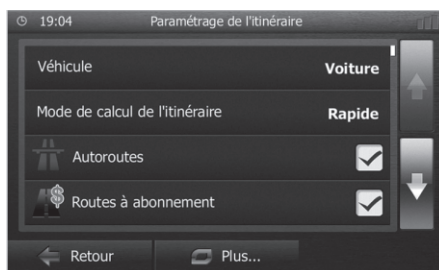 19:04 Paramétrage de l'itinéraire
Véhicule Voiture
Mode de calcul de l'itinéraire Rapide
Autoroutes
Routes à abonnement
Retour Plus...